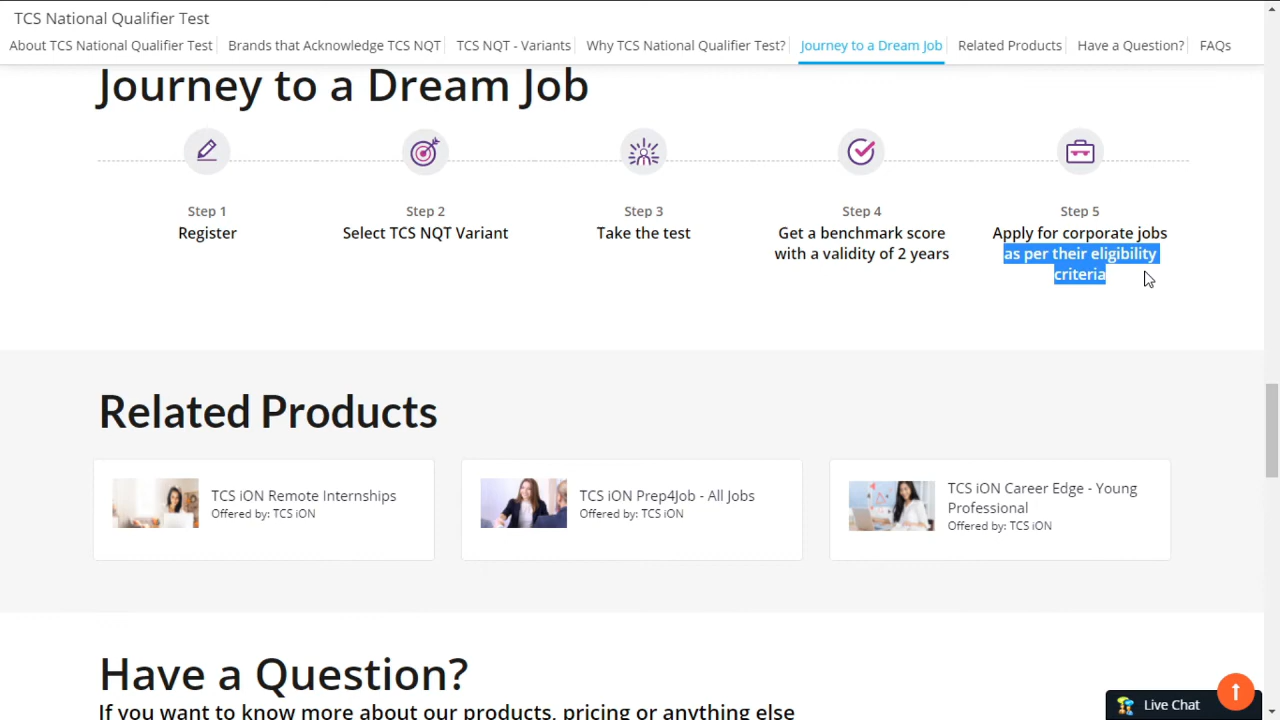 TCS National Qualifier Test
About TCS National Qualifier Test
Brands that Acknowledge TCS NQT
TCS NQT - Variants
Why TCS National Qualifier Test?
Journey to a Dream Job
Related Products
Have a Question?
FAQs
Journey to a Dream Job
Step 1
Register
Step 2
Select TCS NQT Variant
Step 3
Take the test
Step 4
Get a benchmark score
with a validity of 2 years
Step 5
Apply for corporate jobs
as per their eligibility
criteria
Related Products
TCS iON Remote Internships
Offered by: TCS iON
TCS iON Prep4Job - All Jobs
Offered by: TCS iON
TCS iON Career Edge - Young
Professional
Offered by: TCS iON
Have a Question?
If you want to know more about our products, pricing or anything else
Live Chat